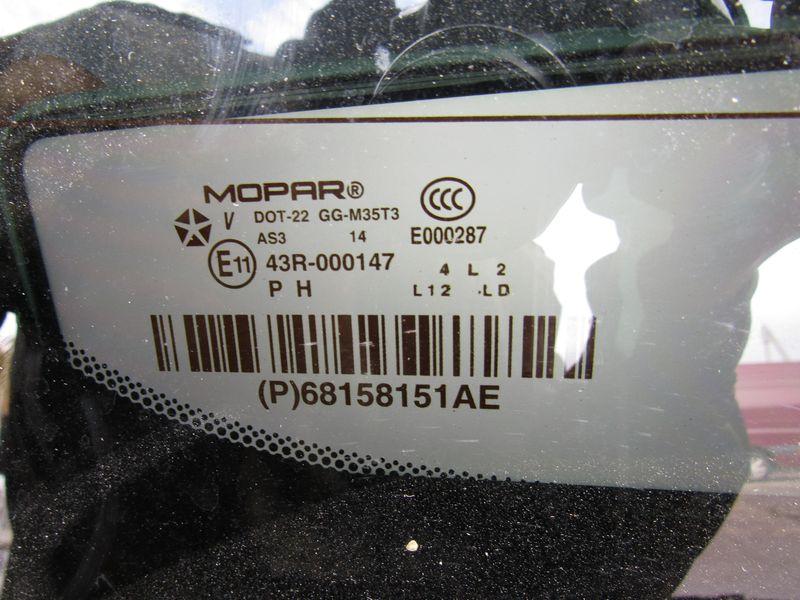 MOPAR®
CCC
V DOT-22 GG-M35T3
AS3 14 E000287
E11 43R-000147 4 L 2
P H L12 .LD
(P)68158151AE